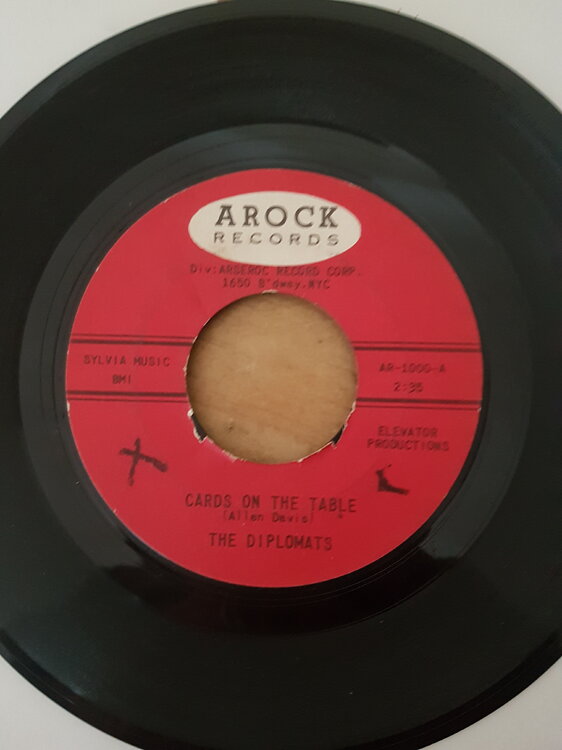 AROCK
RECORDS
Div: ARSEROC RECORD CORP.
1650 B'dway, NYC
SYLVIA MUSIC
BMI
AR-1000-A
2:35
ELEVATOR
PRODUCTIONS
CARDS ON THE TABLE
(Allen Davis)
THE DIPLOMATS